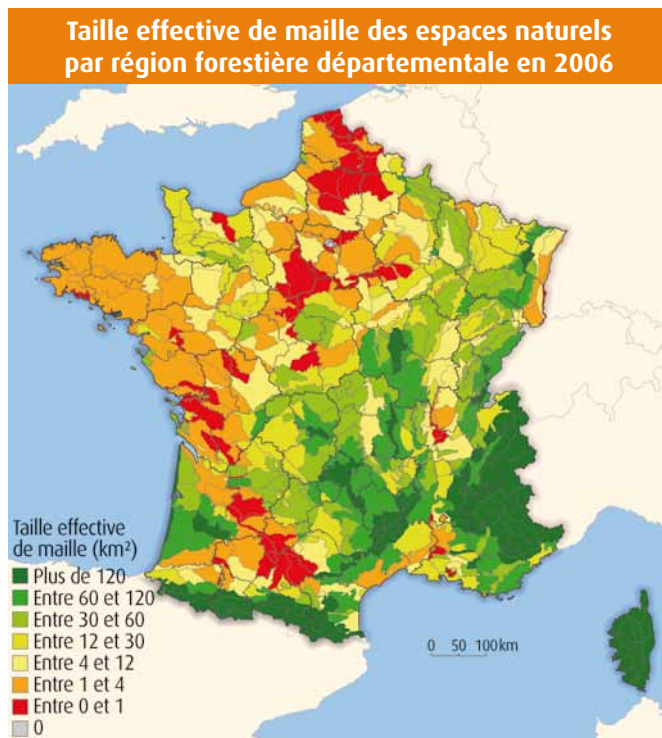 Taille effective de maille des espaces naturels
par région forestière départementale en 2006
Taille effective
de maille (km²)
Plus de 120
Entre 60 et 120
Entre 30 et 60
Entre 12 et 30
Entre 4 et 12
Entre 1 et 4
Entre 0 et 1
0
0 50 100 km